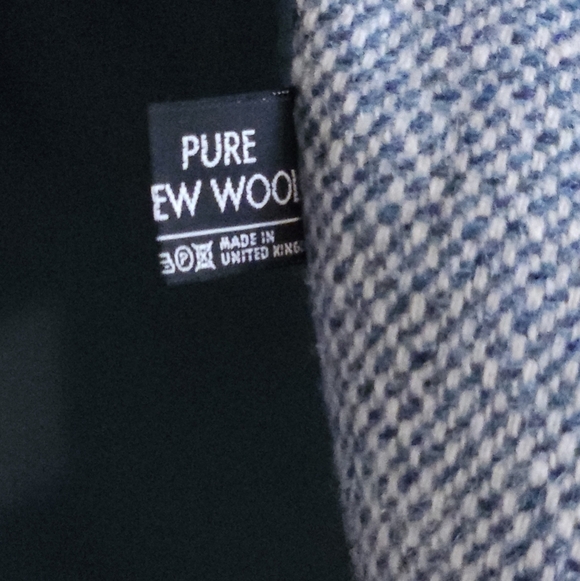 PURE
EW WOOL
P MADE IN
UNITED KING